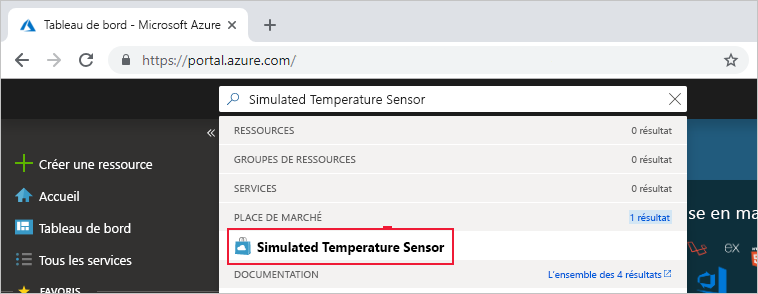 Tableau de bord - Microsoft Azure
https://portal.azure.com/
Simulated Temperature Sensor
RESSOURCES 0 résultat
GROUPES DE RESSOURCES 0 résultat
SERVICES 0 résultat
PLACE DE MARCHÉ 1 résultat
Simulated Temperature Sensor
DOCUMENTATION L'ensemble des 4 résultats
Créer une ressource
Accueil
Tableau de bord
Tous les services
FAVORIS
se en ma
ex